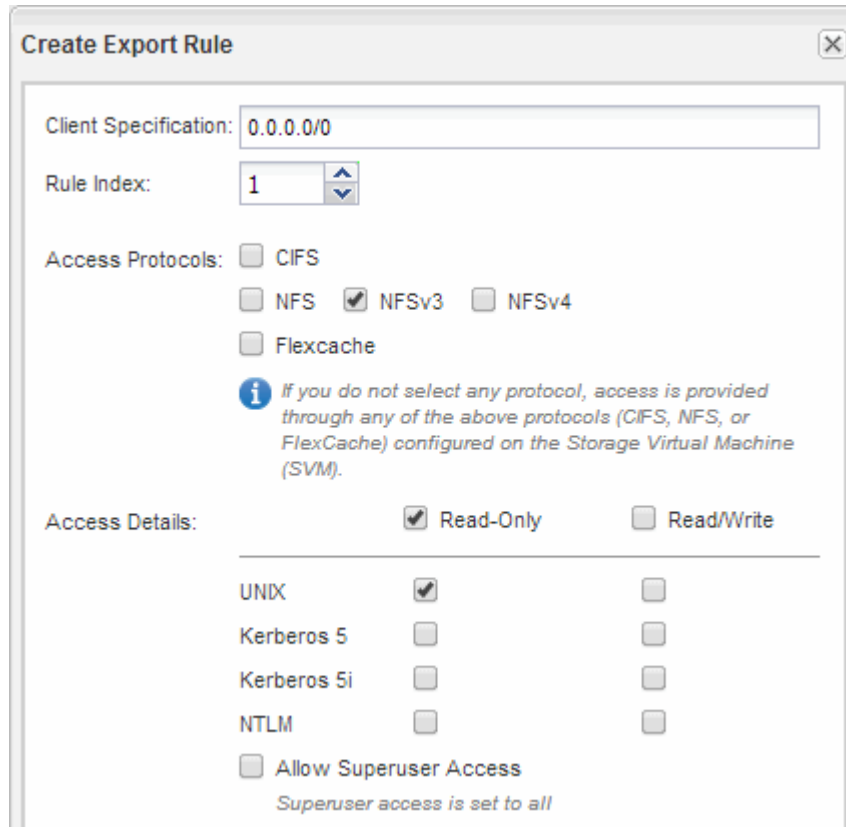 Create Export Rule
Client Specification: 0.0.0.0/0
Rule Index: 1
Access Protocols: CIFS
NFS NFSv3 NFSv4
Flexcache
If you do not select any protocol, access is provided
through any of the above protocols (CIFS, NFS, or
FlexCache) configured on the Storage Virtual Machine
(SVM).
Access Details: Read-Only Read/Write
UNIX
Kerberos 5
Kerberos 5i
NTLM
Allow Superuser Access
Superuser access is set to all